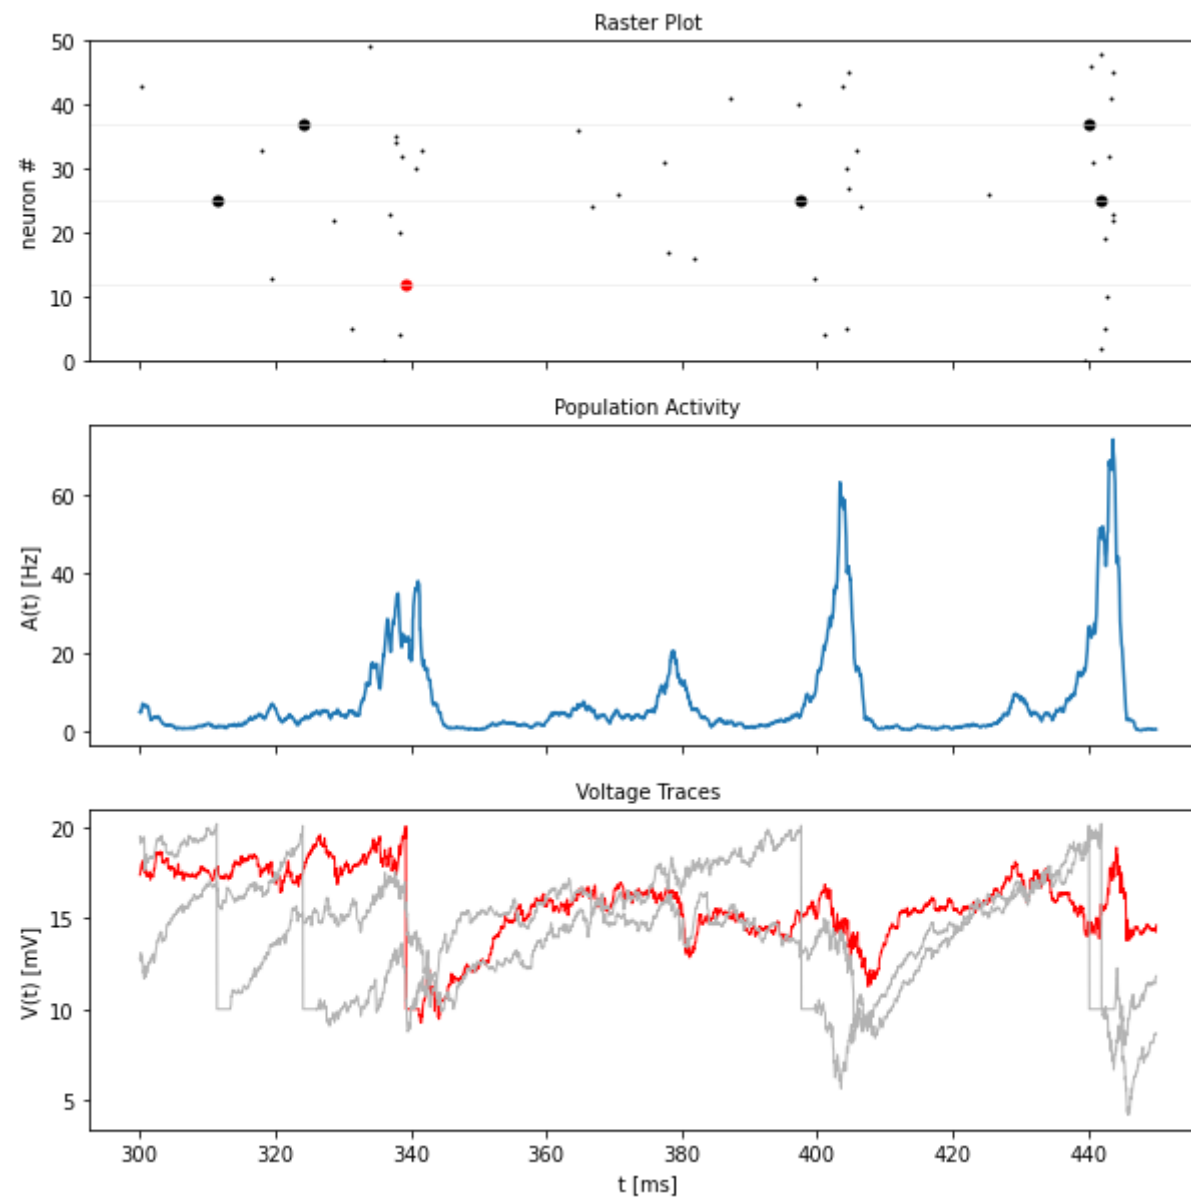 Raster Plot
50
40
30
20
10
0
neuron #
Population Activity
60
40
20
0
A(t) [Hz]
Voltage Traces
20
15
10
5
V(t) [mV]
300 320 340 360 380 400 420 440
t [ms]